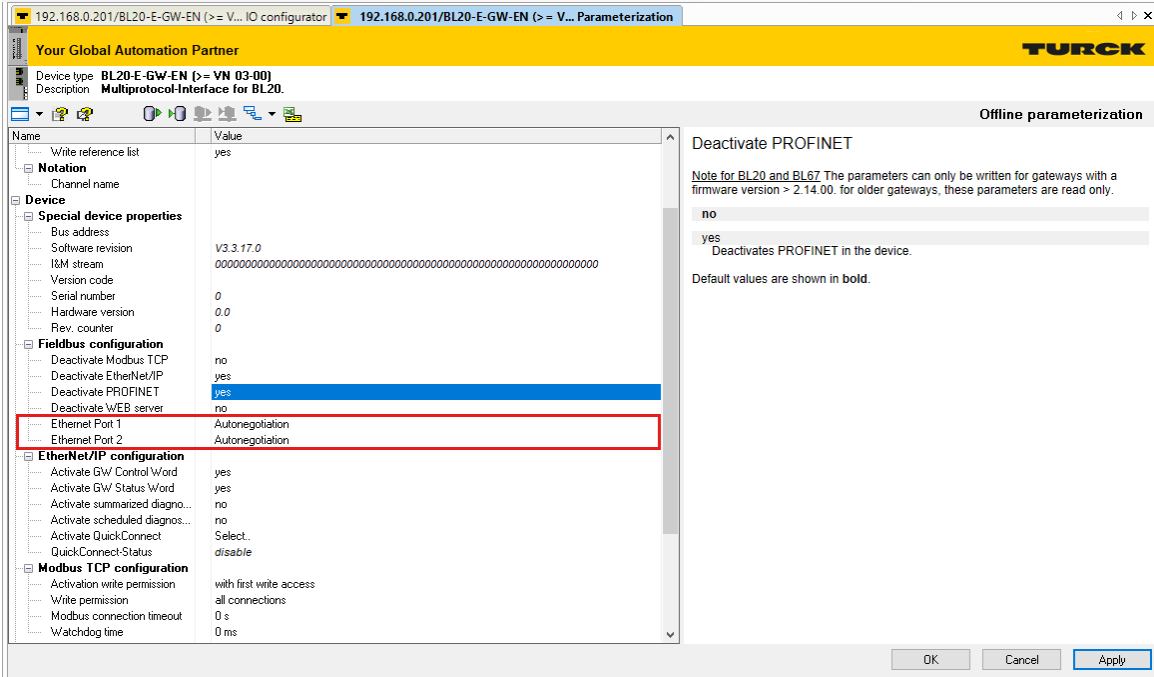 192.168.0.201/BL20-E-GW-EN (>= V... IO configurator 192.168.0.201/BL20-E-GW-EN (>= V... Parameterization
Your Global Automation Partner TURCK
Device type BL20-E-GW-EN (>= VN 03-00)
Description Multiprotocol-Interface for BL20.
Offline parameterization
Name Value
Write reference list yes
Notation
Channel name
Device
Special device properties
Bus address
Software revision V3.3.17.0
I&M stream 0000000000000000000000000000000000000000000000000000000000000000
Version code
Serial number 0
Hardware version 0.0
Rev. counter 0
Fieldbus configuration
Deactivate Modbus TCP no
Deactivate EtherNet/IP yes
Deactivate PROFINET yes
Deactivate WEB server no
Ethernet Port 1 Autonegotiation
Ethernet Port 2 Autonegotiation
EtherNet/IP configuration
Activate GW Control Word yes
Activate GW Status Word yes
Activate summarized diagno... no
Activate scheduled diagnos... no
Activate QuickConnect Select..
QuickConnect-Status disable
Modbus TCP configuration
Activation write permission with first write access
Write permission all connections
Modbus connection timeout 0 s
Watchdog time 0 ms
Deactivate PROFINET
Note for BL20 and BL67 The parameters can only be written for gateways with a
firmware version > 2.14.00. for older gateways, these parameters are read only.
no
yes
Deactivates PROFINET in the device.
Default values are shown in bold.
OK Cancel Apply